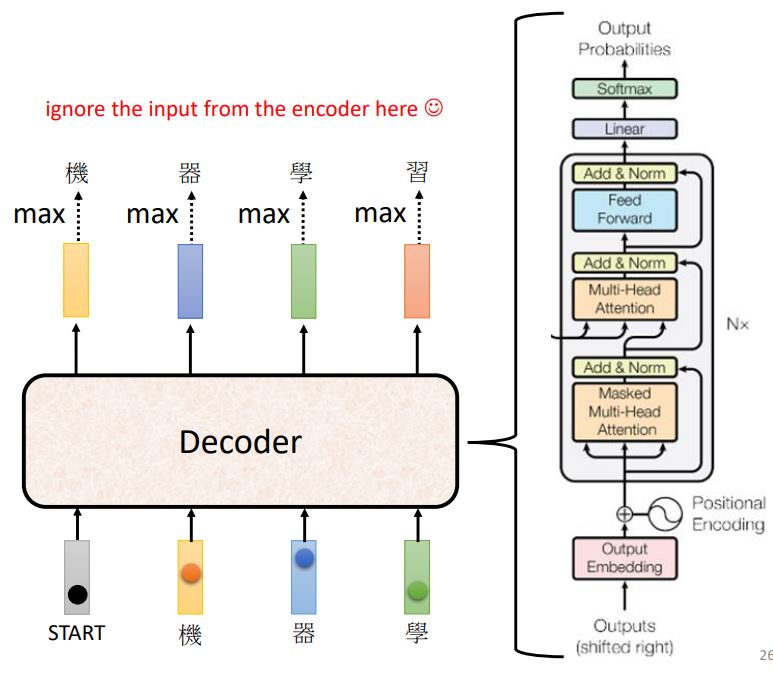 ignore the input from the encoder here ☺
機 器 學 習
max max max max
Decoder
START 機 器 學
Output
Probabilities
Softmax
Linear
Add & Norm
Feed
Forward
Add & Norm
Multi-Head
Attention
N×
Add & Norm
Masked
Multi-Head
Attention
Positional
Encoding
Output
Embedding
Outputs
(shifted right)
26